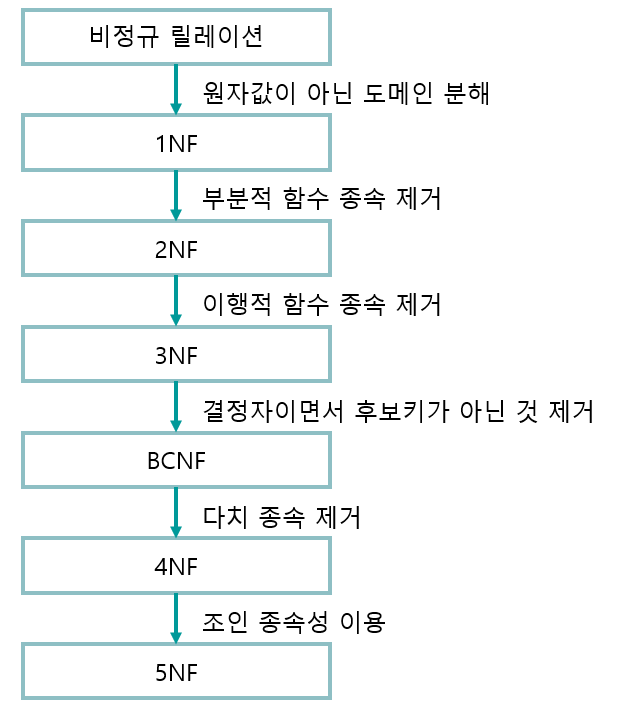 비정규 릴레이션
원자값이 아닌 도메인 분해
1NF
부분적 함수 종속 제거
2NF
이행적 함수 종속 제거
3NF
결정자이면서 후보키가 아닌 것 제거
BCNF
다치 종속 제거
4NF
조인 종속성 이용
5NF